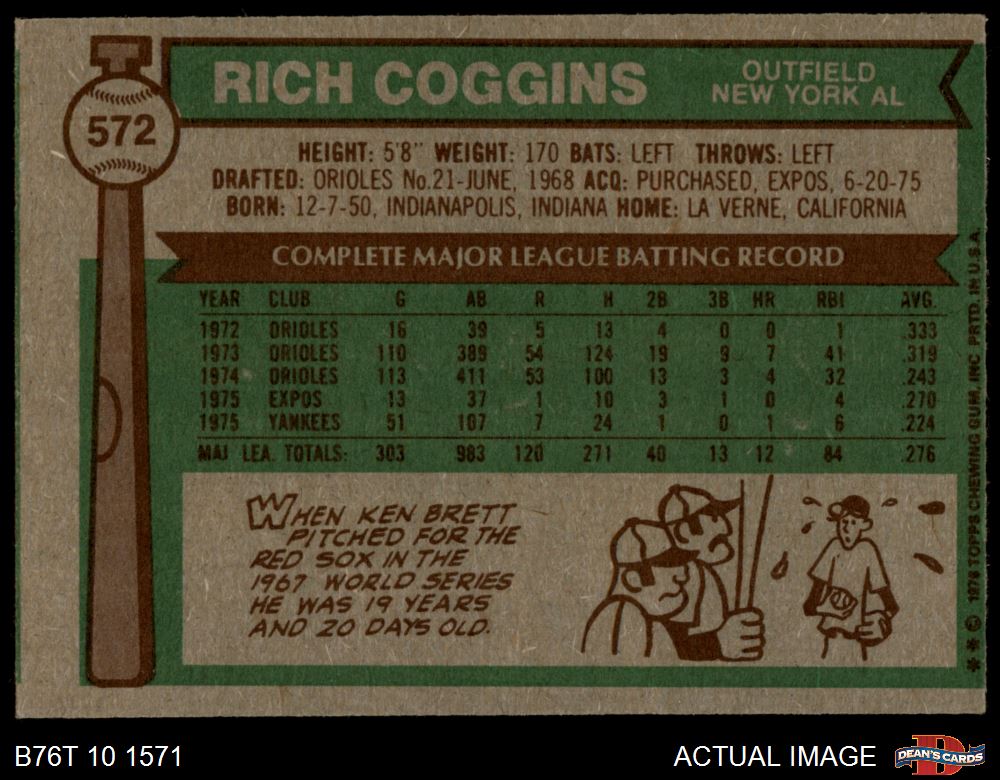 572
RICH COGGINS
OUTFIELD
NEW YORK AL
HEIGHT: 5'8" WEIGHT: 170 BATS: LEFT THROWS: LEFT
DRAFTED: ORIOLES No.21-JUNE, 1968 ACQ: PURCHASED, EXPOS, 6-20-75
BORN: 12-7-50, INDIANAPOLIS, INDIANA HOME: LA VERNE, CALIFORNIA
COMPLETE MAJOR LEAGUE BATTING RECORD
YEAR CLUB G AB R H 2B 3B HR RBI AVG.
1972 ORIOLES 16 39 5 13 4 0 0 1 .333
1973 ORIOLES 110 389 54 124 19 9 7 41 .319
1974 ORIOLES 113 411 53 100 13 3 4 32 .243
1975 EXPOS 13 37 1 10 3 1 0 4 .270
1975 YANKEES 51 107 7 24 1 0 1 6 .224
MAJ LEA. TOTALS: 303 983 120 271 40 13 12 84 .276
WHEN KEN BRETT
PITCHED FOR THE
RED SOX IN THE
1967 WORLD SERIES
HE WAS 19 YEARS
AND 20 DAYS OLD.
** © 1976 TOPPS CHEWING GUM, INC. PRTD. IN U.S.A.
B76T 10 1571
ACTUAL IMAGE
D
DEAN'S CARDS